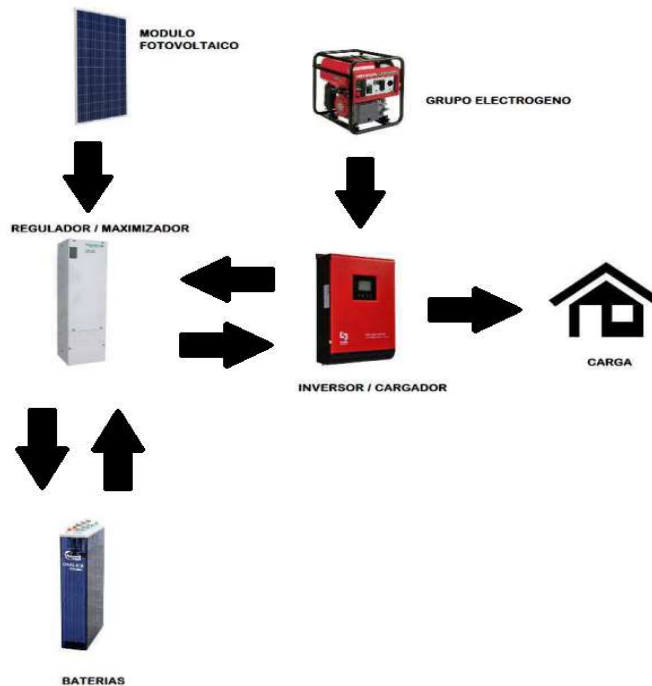 MODULO
FOTOVOLTAICO
GRUPO ELECTROGENO
REGULADOR / MAXIMIZADOR
INVERSOR / CARGADOR
CARGA
BATERIAS